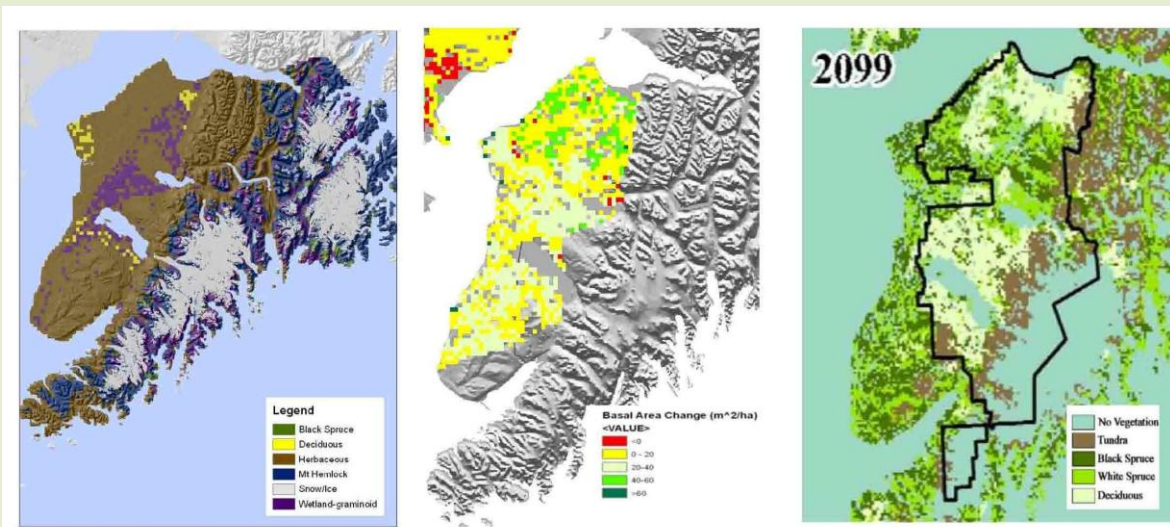 Legend
Black Spruce
Deciduous
Herbaceous
Mt Hemlock
Snow/Ice
Wetland-graminoid
Basal Area Change (m^2/ha)
<VALUE>
<0
0 - 20
20-40
40-60
>60
2099
No Vegetation
Tundra
Black Spruce
White Spruce
Deciduous